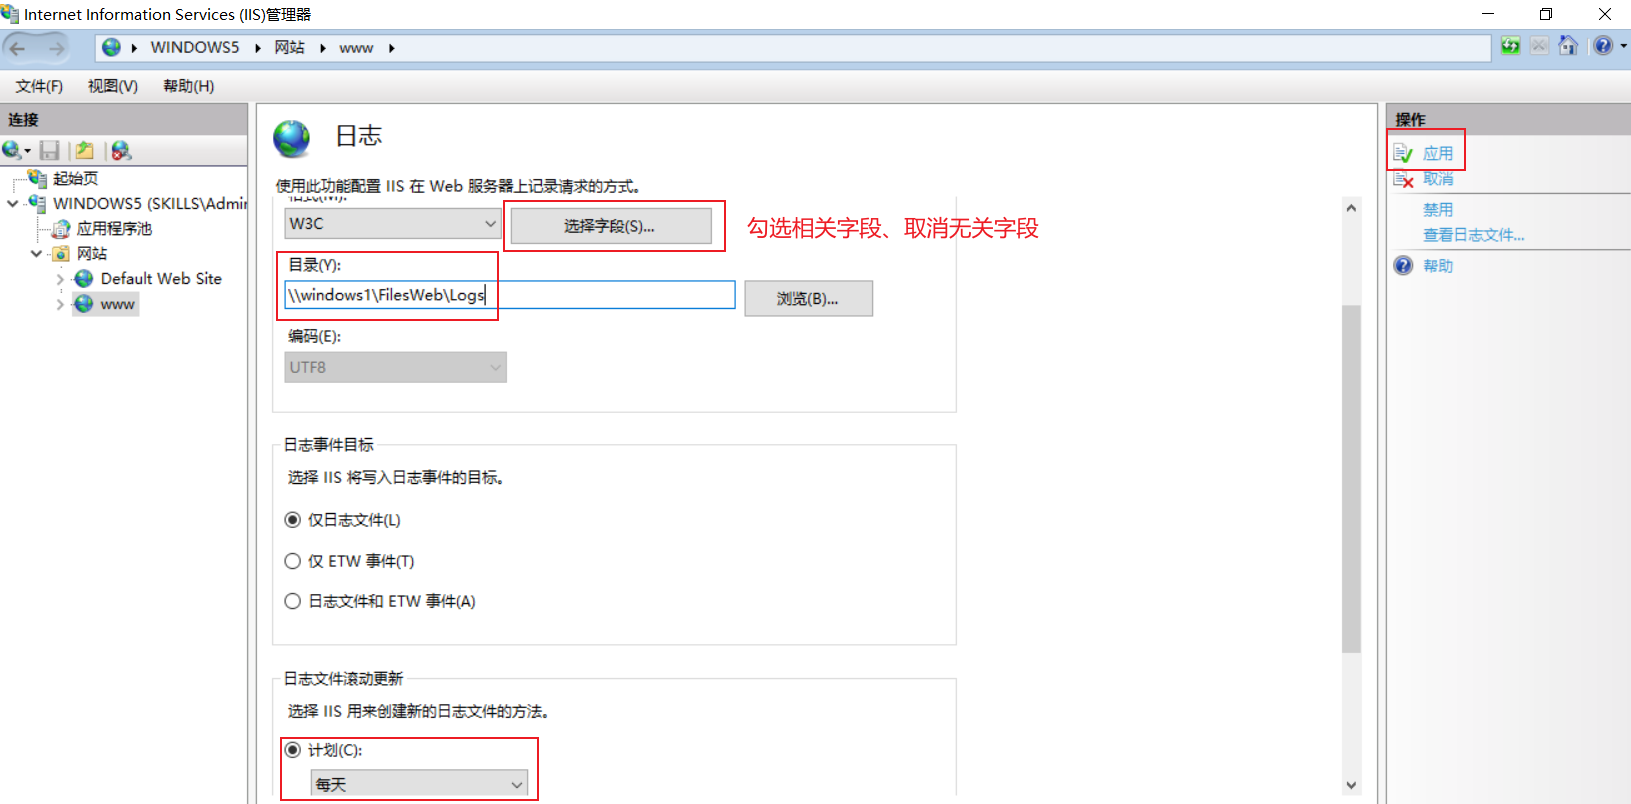 Internet Information Services (IIS)管理器
WINDOWS5 网站 www
文件(F) 视图(V) 帮助(H)
连接
起始页
WINDOWS5 (SKILLS\Admir
应用程序池
网站
Default Web Site
www
日志
使用此功能配置 IIS 在 Web 服务器上记录请求的方式。
格式(M):
W3C
选择字段(S)...
勾选相关字段、取消无关字段
目录(Y):
\\windows1\FilesWeb\Logs
浏览(B)...
编码(E):
UTF8
日志事件目标
选择 IIS 将写入日志事件的目标。
仅日志文件(L)
仅 ETW 事件(T)
日志文件和 ETW 事件(A)
日志文件滚动更新
选择 IIS 用来创建新的日志文件的方法。
计划(C):
每天
操作
应用
取消
禁用
查看日志文件...
帮助